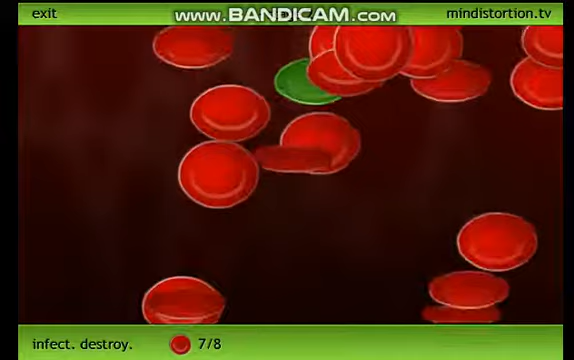 exit
www.BANDICAM.com
mindistortion.tv
infect. destroy.
7/8